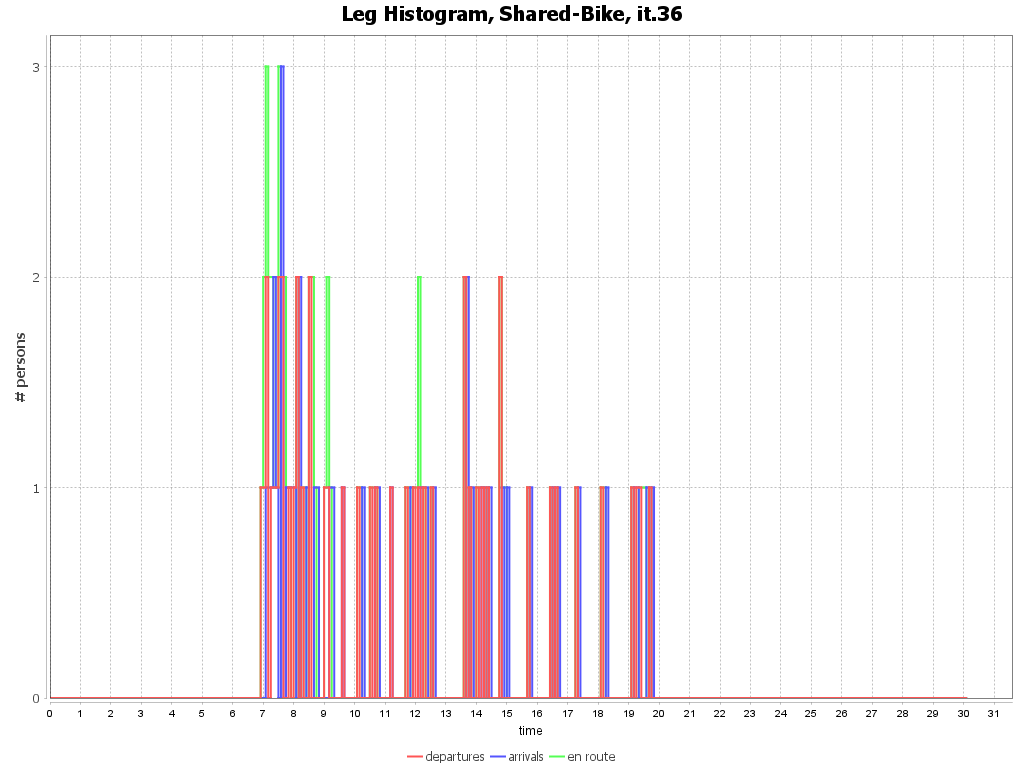 Leg Histogram, Shared-Bike, it.36
# persons
3
2
1
0
0 1 2 3 4 5 6 7 8 9 10 11 12 13 14 15 16 17 18 19 20 21 22 23 24 25 26 27 28 29 30 31
time
departures arrivals en route